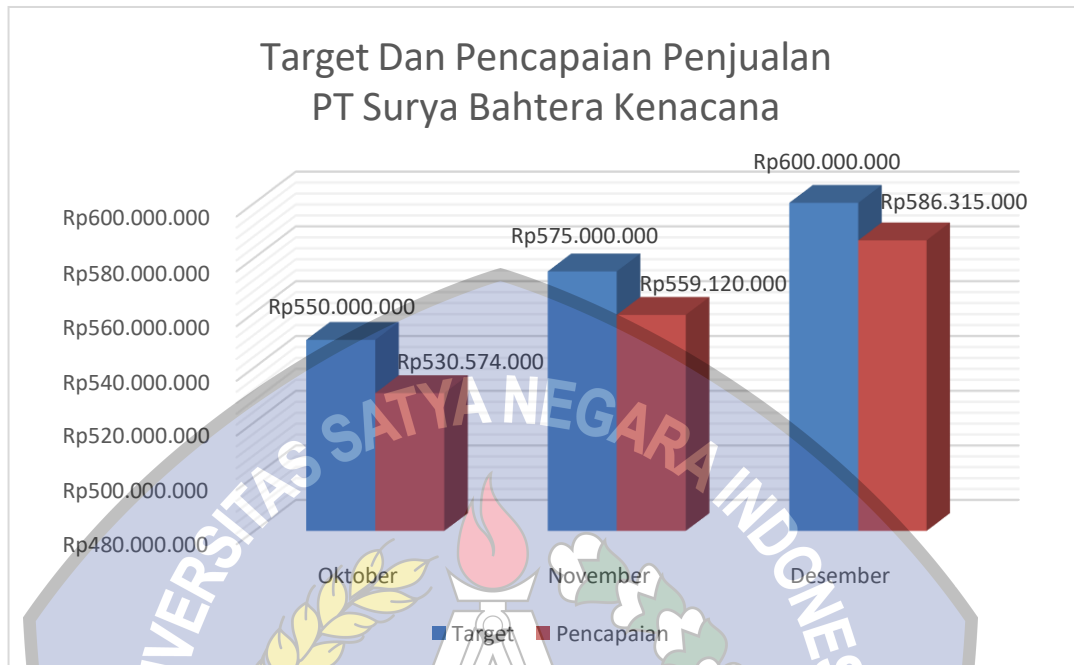 Target Dan Pencapaian Penjualan
PT Surya Bahtera Kenacana
Rp600.000.000
Rp580.000.000
Rp560.000.000
Rp540.000.000
Rp520.000.000
Rp500.000.000
Rp480.000.000
Rp550.000.000
Rp530.574.000
Rp575.000.000
Rp559.120.000
Rp600.000.000
Rp586.315.000
Oktober
November
Desember
Target
Pencapaian
SATYA NEGARA